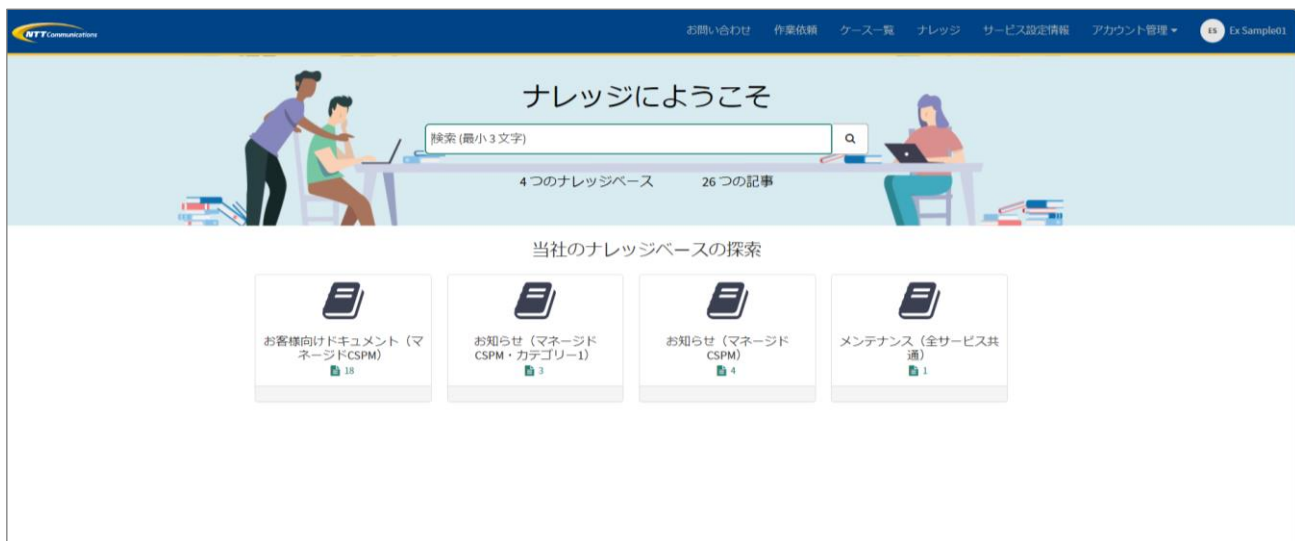 NTT Communications
お問い合わせ 作業依頼 ケース一覧 ナレッジ サービス設定情報 アカウント管理 ES Ex Sample01
ナレッジにようこそ
検索 (最小 3 文字)
4 つのナレッジベース 26 つの記事
当社のナレッジベースの探索
お客様向けドキュメント（マ
ネージドCSPM）
18
お知らせ（マネージド
CSPM・カテゴリー1）
3
お知らせ（マネージド
CSPM）
4
メンテナンス（全サービス共
通）
1